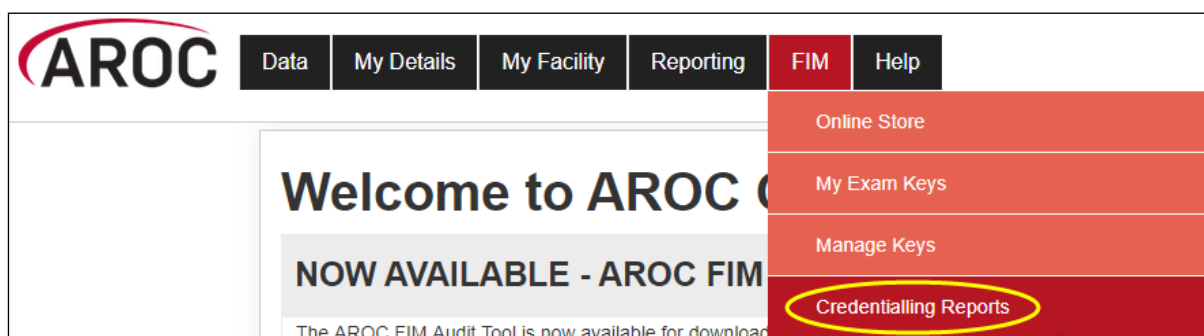 AROC Data My Details My Facility Reporting FIM Help
Online Store
My Exam Keys
Manage Keys
Credentialling Reports
Welcome to AROC
NOW AVAILABLE - AROC FIM
The AROC FIM Audit Tool is now available for download